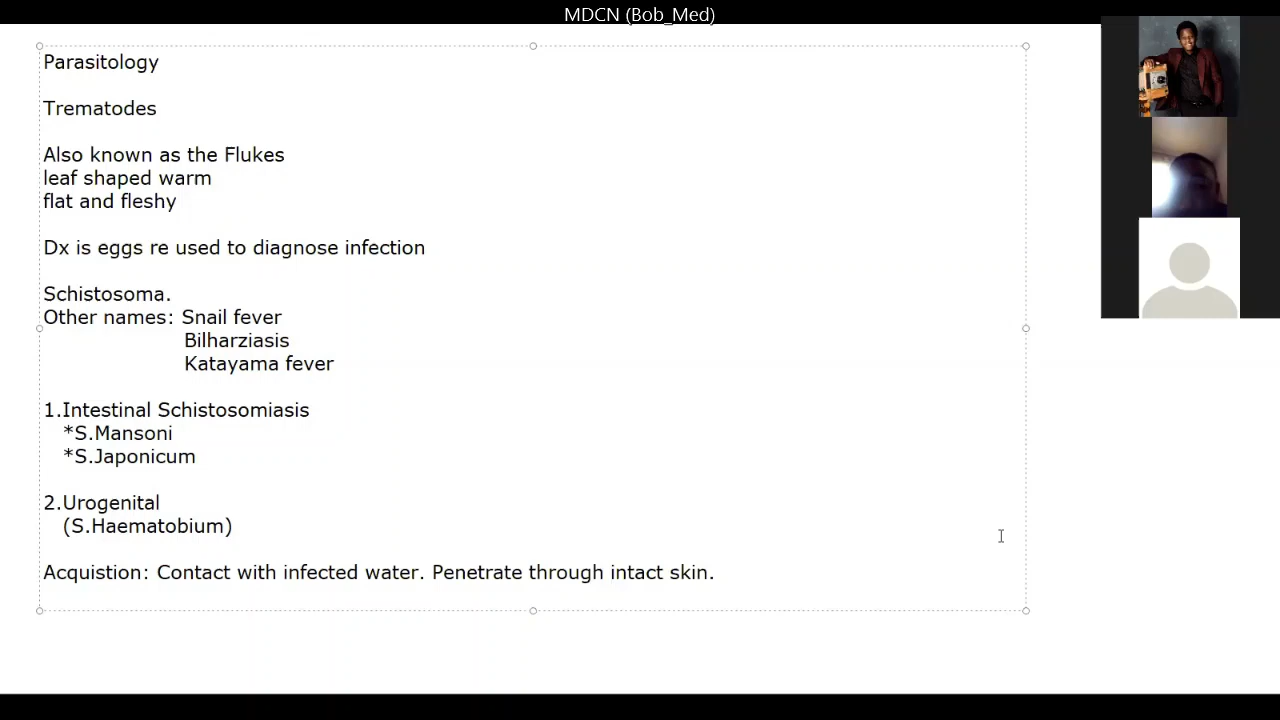 MDCN (Bob_Med)
Parasitology
Trematodes
Also known as the Flukes
leaf shaped warm
flat and fleshy
Dx is eggs re used to diagnose infection
Schistosoma.
Other names: Snail fever
Bilharziasis
Katayama fever
1.Intestinal Schistosomiasis
*S.Mansoni
*S.Japonicum
2.Urogenital
(S.Haematobium)
Acquistion: Contact with infected water. Penetrate through intact skin.